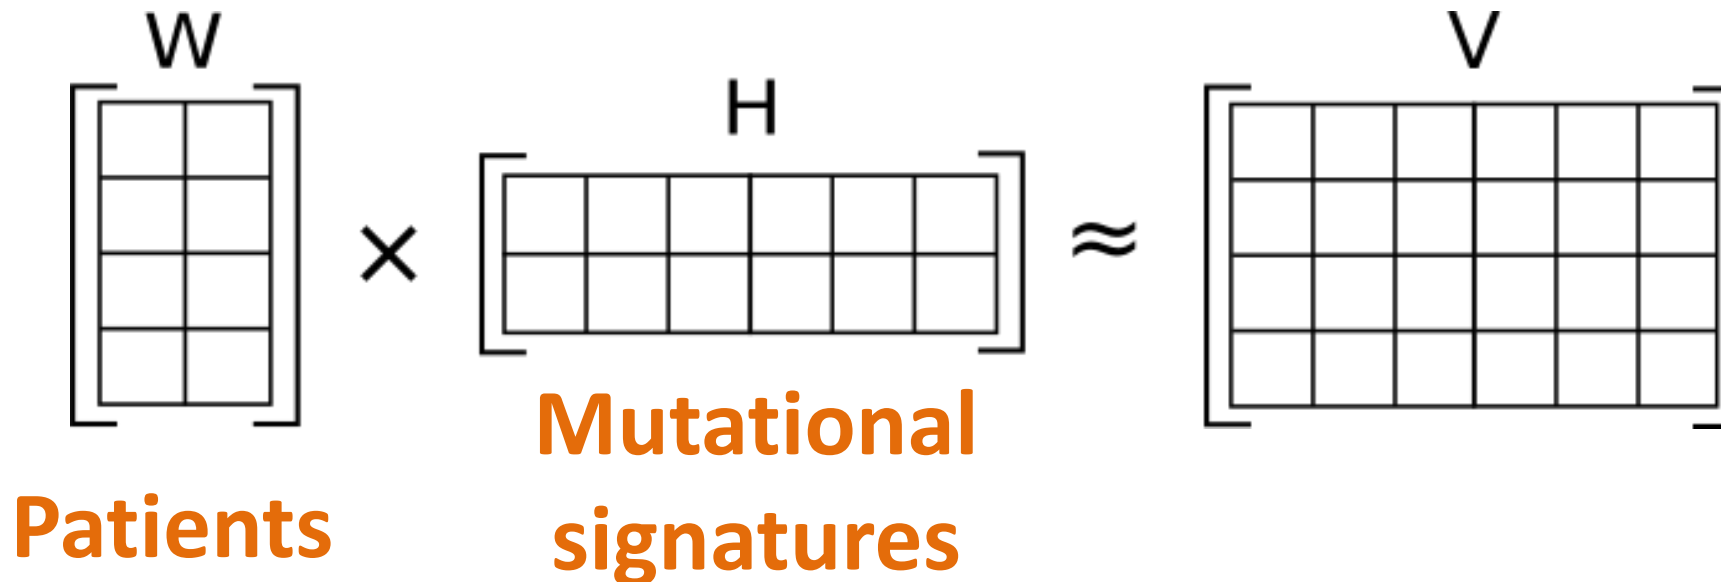 W
H
V
×
≈
Mutational
signatures
Patients